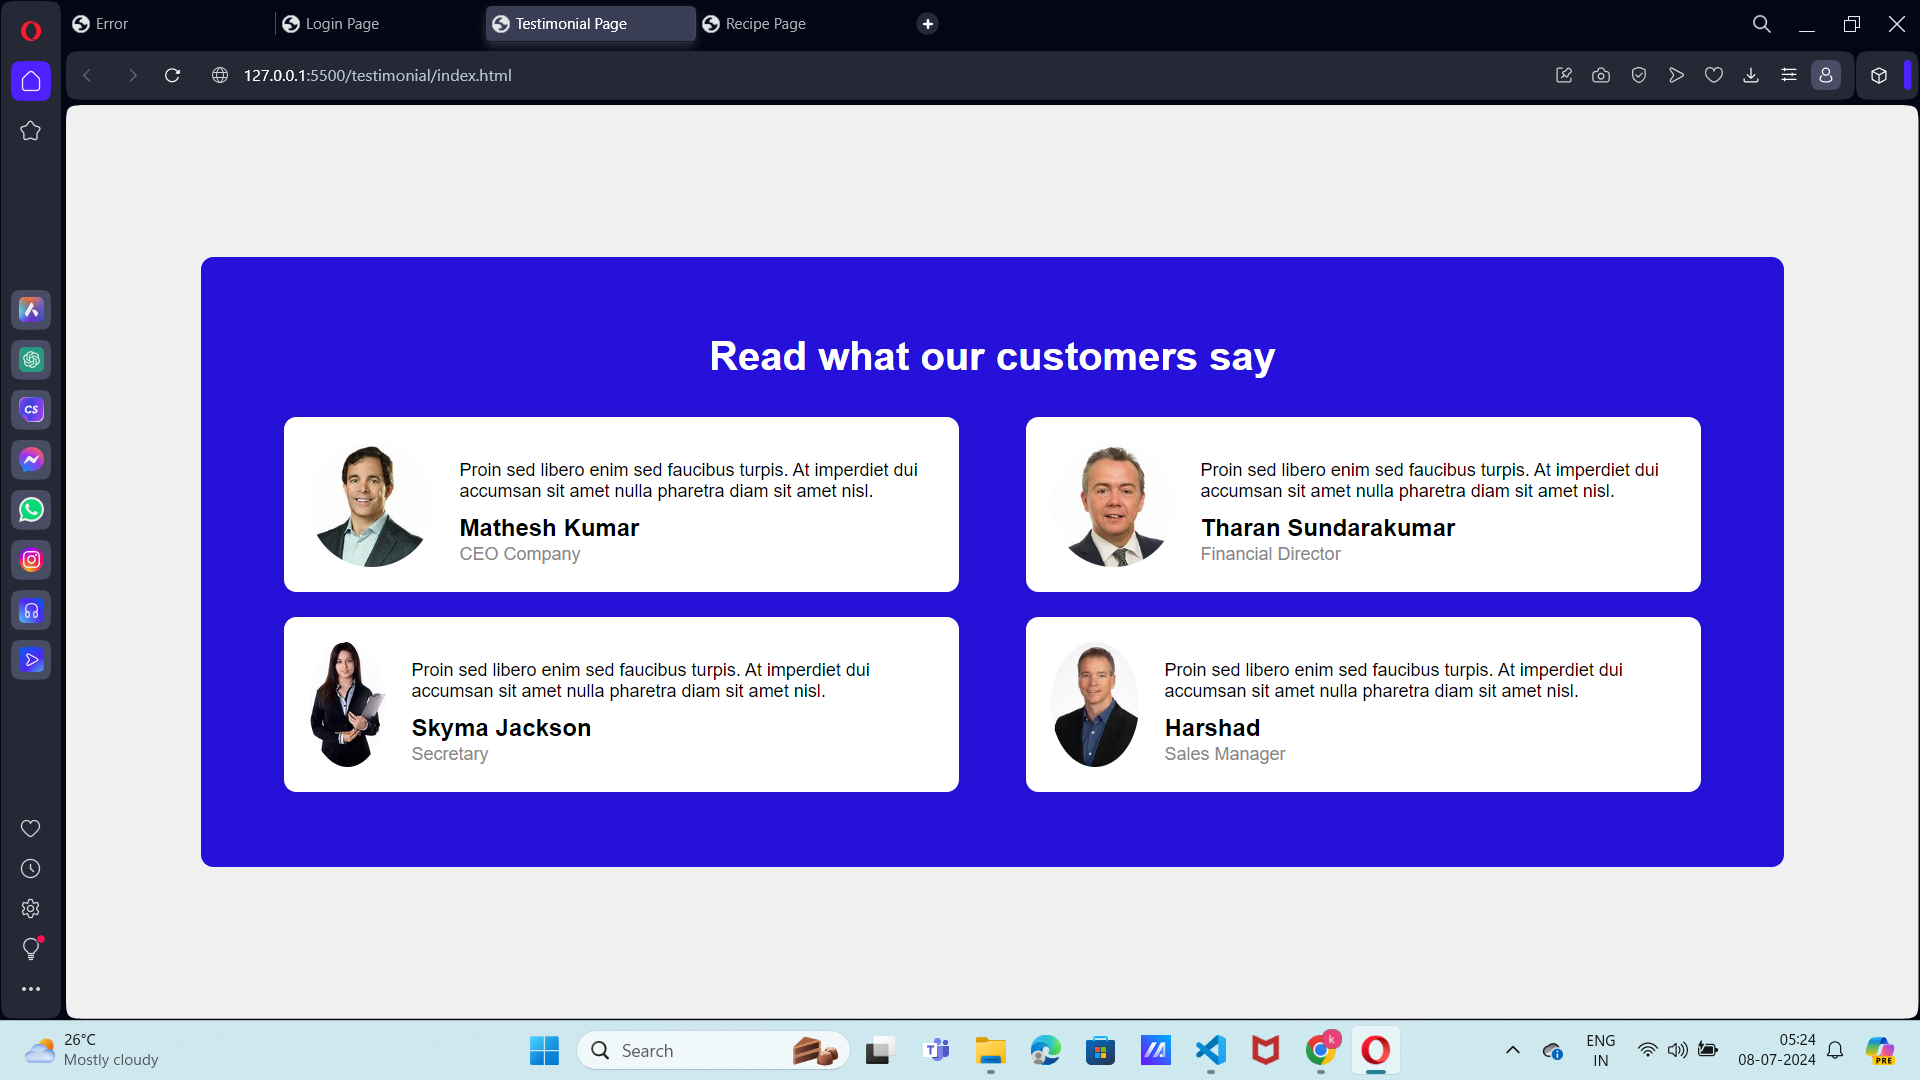 Error
Login Page
Testimonial Page
Recipe Page
127.0.0.1:5500/testimonial/index.html
CS
Read what our customers say
Proin sed libero enim sed faucibus turpis. At imperdiet dui
accumsan sit amet nulla pharetra diam sit amet nisl.
Mathesh Kumar
CEO Company
Proin sed libero enim sed faucibus turpis. At imperdiet dui
accumsan sit amet nulla pharetra diam sit amet nisl.
Tharan Sundarakumar
Financial Director
Proin sed libero enim sed faucibus turpis. At imperdiet dui
accumsan sit amet nulla pharetra diam sit amet nisl.
Skyma Jackson
Secretary
Proin sed libero enim sed faucibus turpis. At imperdiet dui
accumsan sit amet nulla pharetra diam sit amet nisl.
Harshad
Sales Manager
26°C
Mostly cloudy
Search
k
ENG
IN
05:24
08-07-2024
PRE